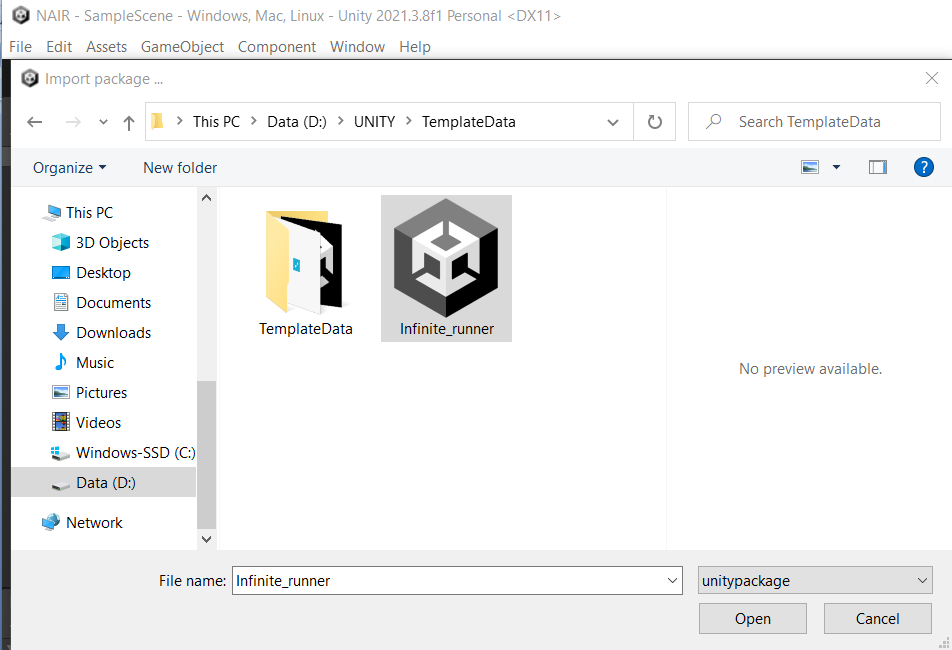 NAIR - SampleScene - Windows, Mac, Linux - Unity 2021.3.8f1 Personal <DX11>
File Edit Assets GameObject Component Window Help
Import package ...
This PC > Data (D:) > UNITY > TemplateData
Search TemplateData
Organize
New folder
?
This PC
3D Objects
Desktop
Documents
Downloads
Music
Pictures
Videos
Windows-SSD (C:)
Data (D:)
Network
TemplateData
Infinite_runner
No preview available.
File name: Infinite_runner
unitypackage
Open
Cancel